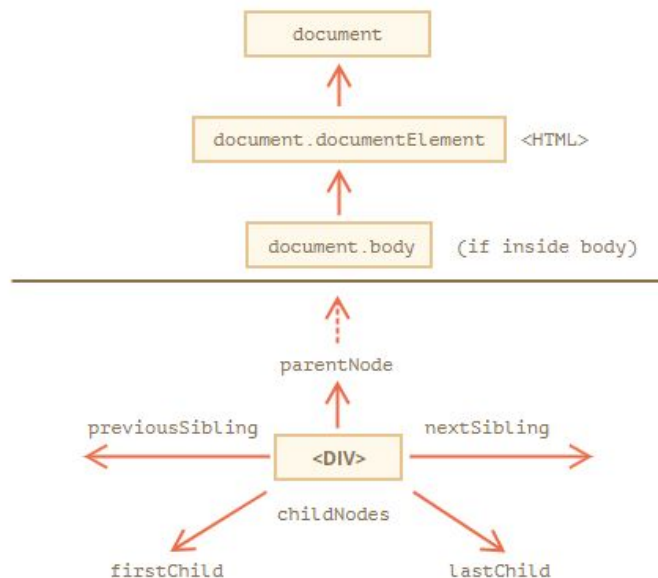 document
document.documentElement <HTML>
document.body (if inside body)
parentNode
previousSibling nextSibling
<DIV>
childNodes
firstChild lastChild